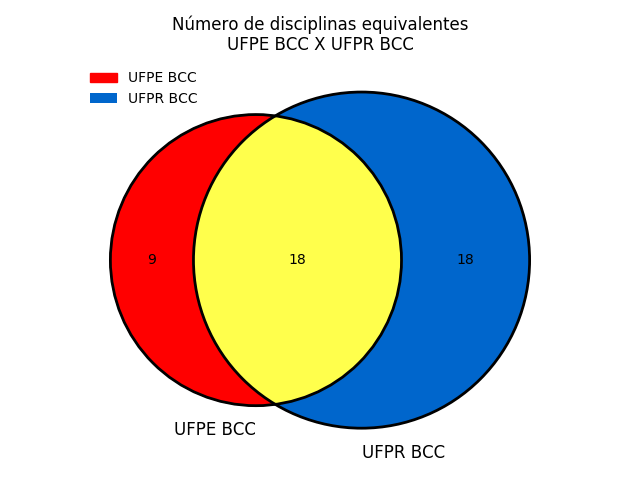 Número de disciplinas equivalentes
UFPE BCC X UFPR BCC
UFPE BCC
UFPR BCC
9
18
18
UFPE BCC
UFPR BCC